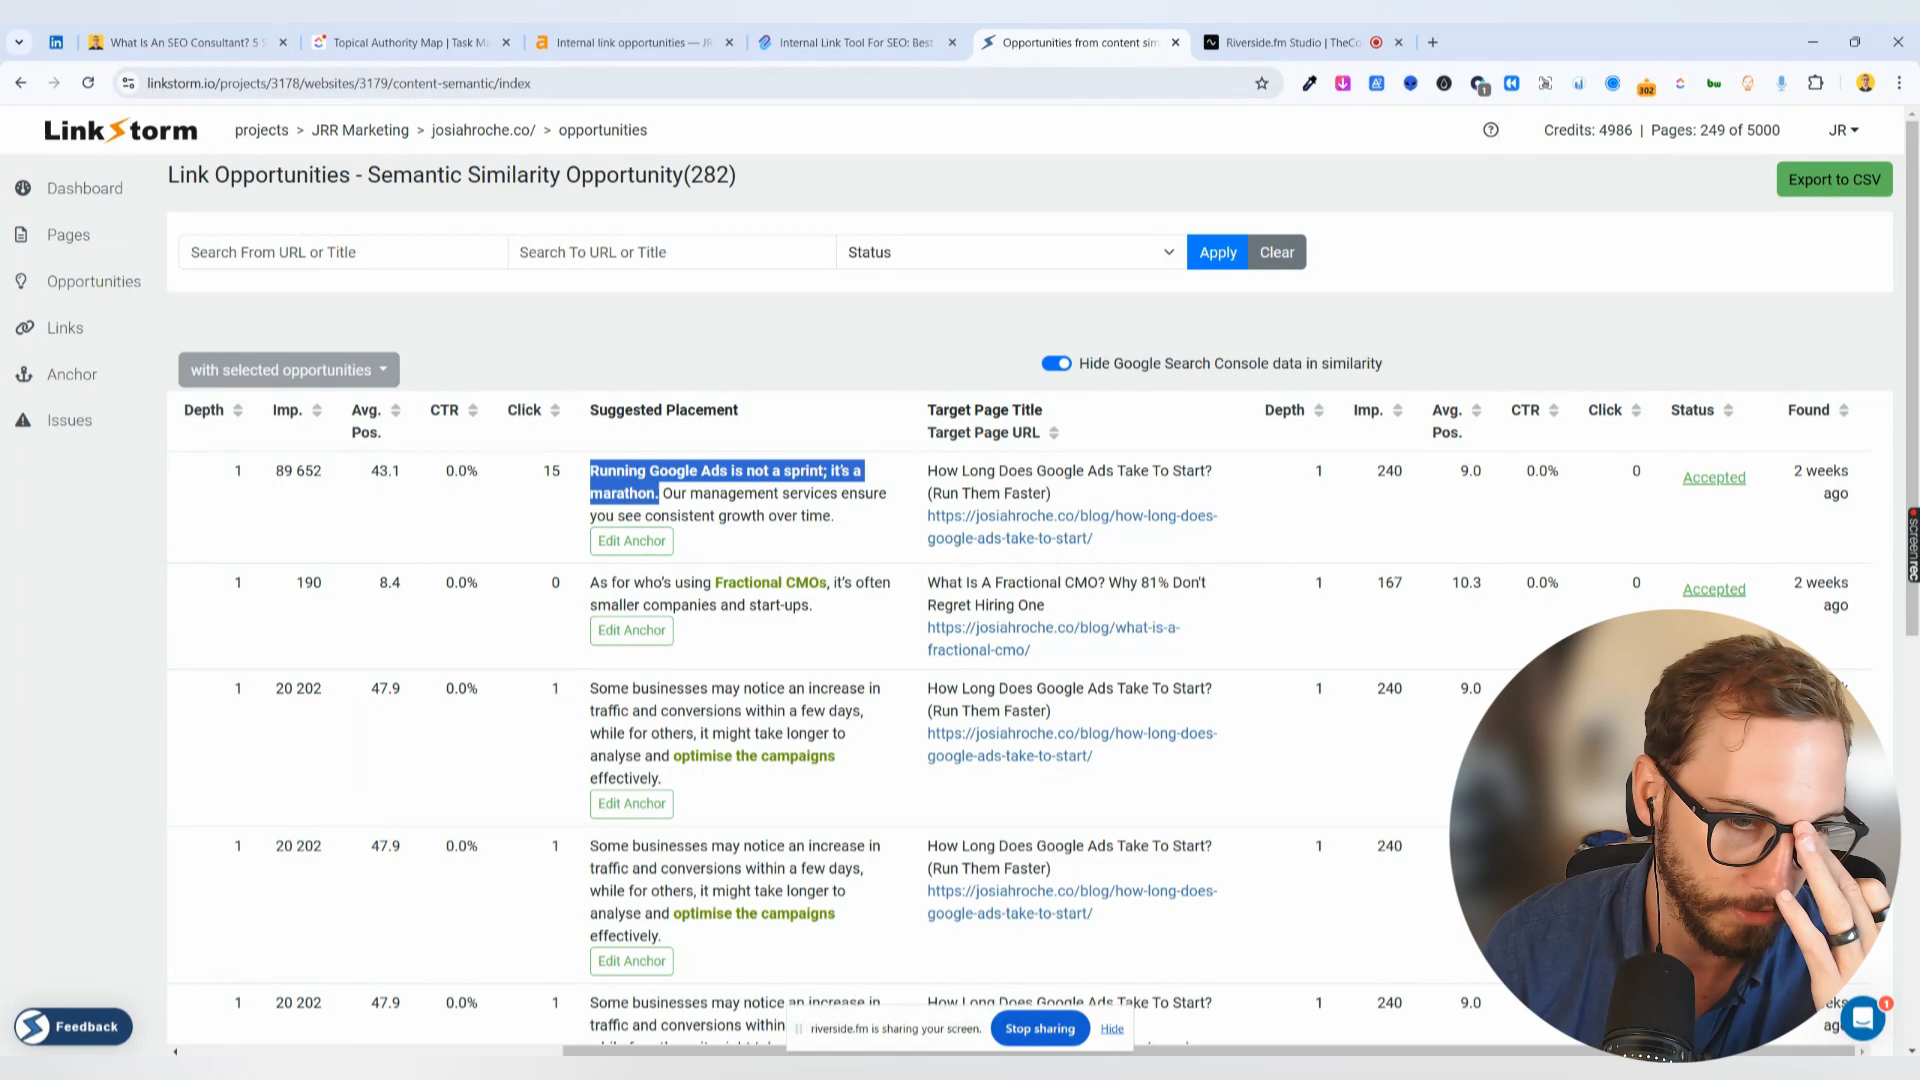 What Is An SEO Consultant? 5 S
Topical Authority Map | Task Ma
Internal link opportunities — JR
Internal Link Tool For SEO: Best
Opportunities from content sim
Riverside.fm Studio | TheCo
linkstorm.io/projects/3178/websites/3179/content-semantic/index
302
LinkStorm
projects > JRR Marketing > josiahroche.co/ > opportunities
Credits: 4986 | Pages: 249 of 5000
JR
Dashboard
Pages
Opportunities
Links
Anchor
Issues
Link Opportunities - Semantic Similarity Opportunity(282)
Export to CSV
Search From URL or Title
Search To URL or Title
Status
Apply
Clear
with selected opportunities
Hide Google Search Console data in similarity
Depth Imp. Avg. Pos. CTR Click Suggested Placement Target Page Title Target Page URL Depth Imp. Avg. Pos. CTR Click Status Found
1 89 652 43.1 0.0% 15
Running Google Ads is not a sprint; it's a
marathon. Our management services ensure
you see consistent growth over time.
Edit Anchor
How Long Does Google Ads Take To Start?
(Run Them Faster)
https://josiahroche.co/blog/how-long-does-
google-ads-take-to-start/
1 240 9.0 0.0% 0 Accepted 2 weeks
ago
1 190 8.4 0.0% 0
As for who's using Fractional CMOs, it's often
smaller companies and start-ups.
Edit Anchor
What Is A Fractional CMO? Why 81% Don't
Regret Hiring One
https://josiahroche.co/blog/what-is-a-
fractional-cmo/
1 167 10.3 0.0% 0 Accepted 2 weeks
ago
1 20 202 47.9 0.0% 1
Some businesses may notice an increase in
traffic and conversions within a few days,
while for others, it might take longer to
analyse and optimise the campaigns
effectively.
Edit Anchor
How Long Does Google Ads Take To Start?
(Run Them Faster)
https://josiahroche.co/blog/how-long-does-
google-ads-take-to-start/
1 240 9.0
1 20 202 47.9 0.0% 1
Some businesses may notice an increase in
traffic and conversions within a few days,
while for others, it might take longer to
analyse and optimise the campaigns
effectively.
Edit Anchor
How Long Does Google Ads Take To Start?
(Run Them Faster)
https://josiahroche.co/blog/how-long-does-
google-ads-take-to-start/
1 240
1 20 202 47.9 0.0% 1
Some businesses may notice an increase in
traffic and conversions within
How Long Does Google Ads Take To Start?
1 240 9.0
Feedback
riverside.fm is sharing your screen.
Stop sharing
Hide
screenrec
1